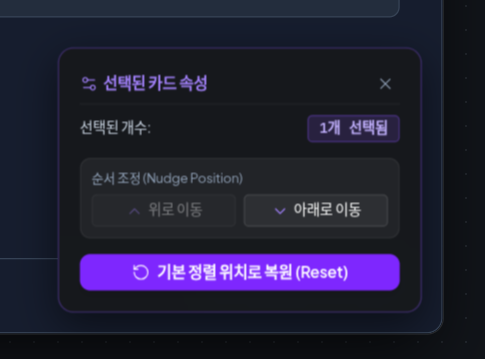 선택된 카드 속성
선택된 개수:
1개 선택됨
순서 조정 (Nudge Position)
위로 이동
아래로 이동
기본 정렬 위치로 복원 (Reset)